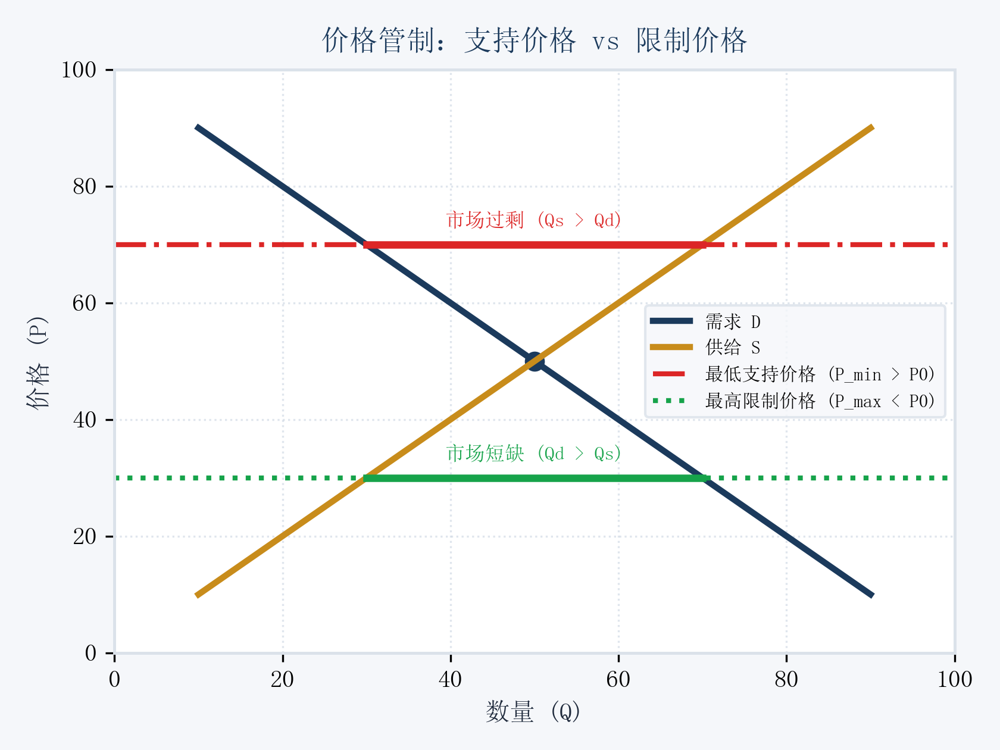 价格管制：支持价格 vs 限制价格
100
80
60
40
20
0
价格 (P)
市场过剩 (Qs > Qd)
需求 D
供给 S
最低支持价格 (P_min > P0)
最高限制价格 (P_max < P0)
市场短缺 (Qd > Qs)
0 20 40 60 80 100
数量 (Q)